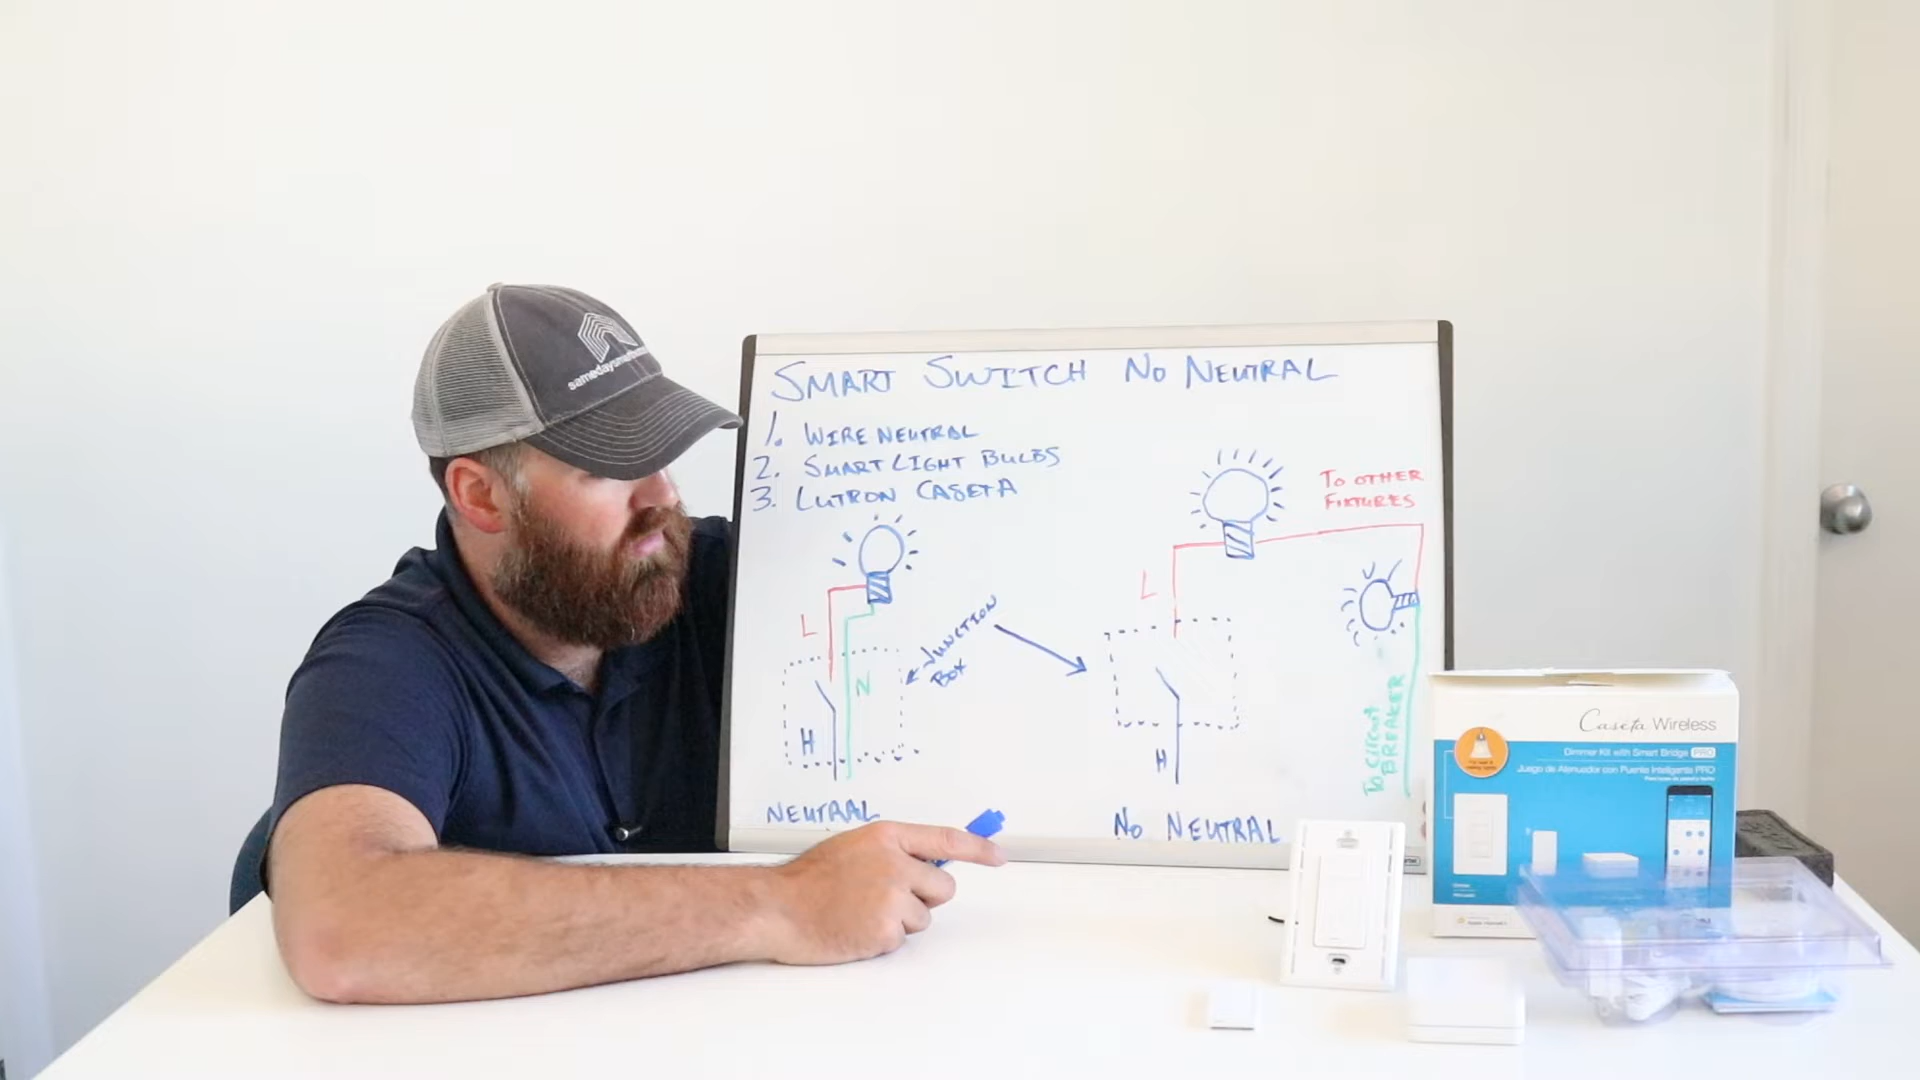 SMART SWITCH NO NEUTRAL
1. WIRE NEUTRAL
2. SMART LIGHT BULBS
3. LUTRON CASETA
L
N
H
JUNCTION
BOX
NEUTRAL
TO OTHER
FIXTURES
L
H
TO CIRCUIT
BREAKER
NO NEUTRAL
Caseta Wireless
Dimmer Kit with Smart Bridge PRO
Juego de Atenuador con Puente Inteligente PRO